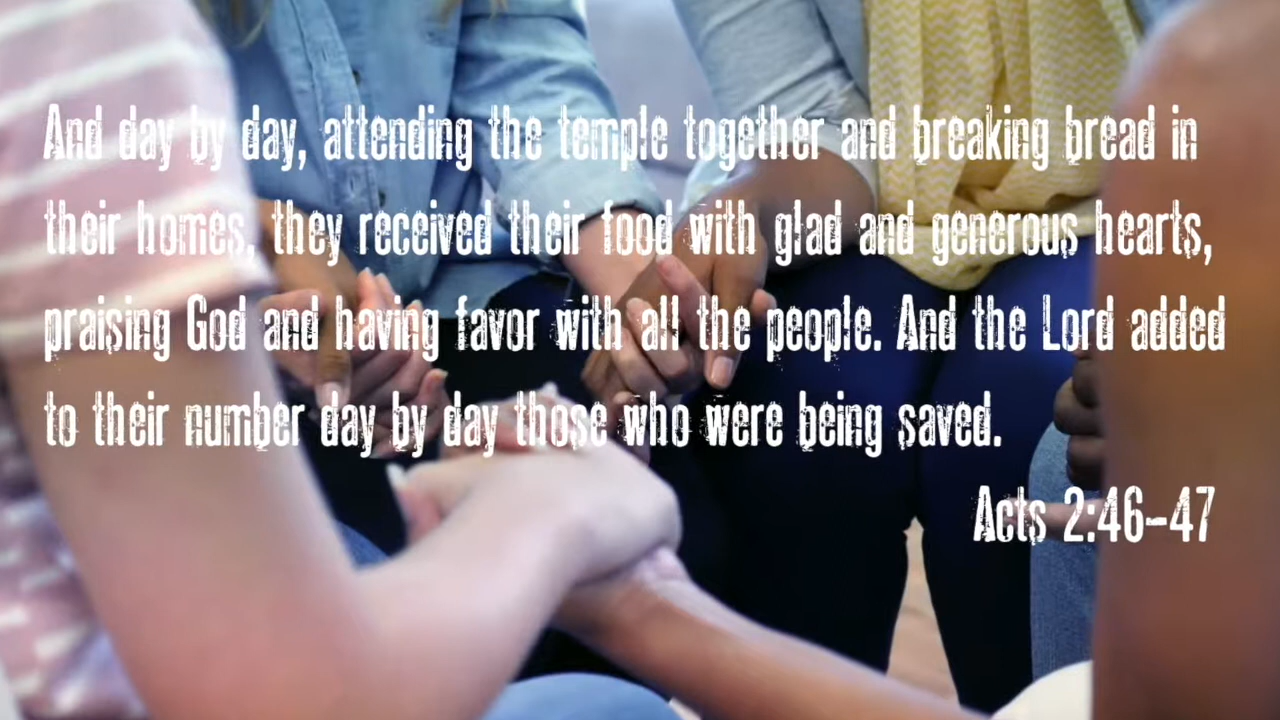 And day by day, attending the temple together and breaking bread in
their homes, they received their food with glad and generous hearts,
praising God and having favor with all the people. And the Lord added
to their number day by day those who were being saved.
Acts 2:46-47